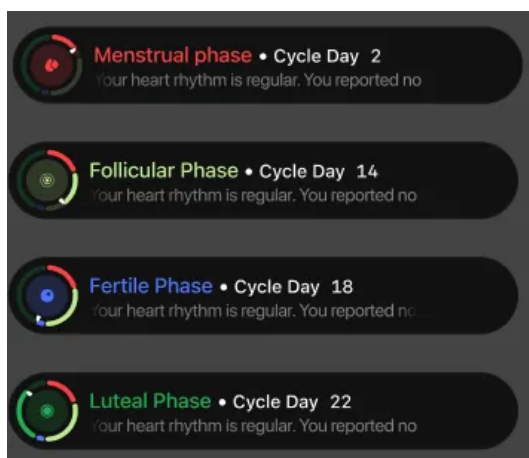 Menstrual phase • Cycle Day 2
Your heart rhythm is regular. You reported no
Follicular Phase • Cycle Day 14
Your heart rhythm is regular. You reported no
Fertile Phase • Cycle Day 18
Your heart rhythm is regular. You reported no
Luteal Phase • Cycle Day 22
Your heart rhythm is regular. You reported no